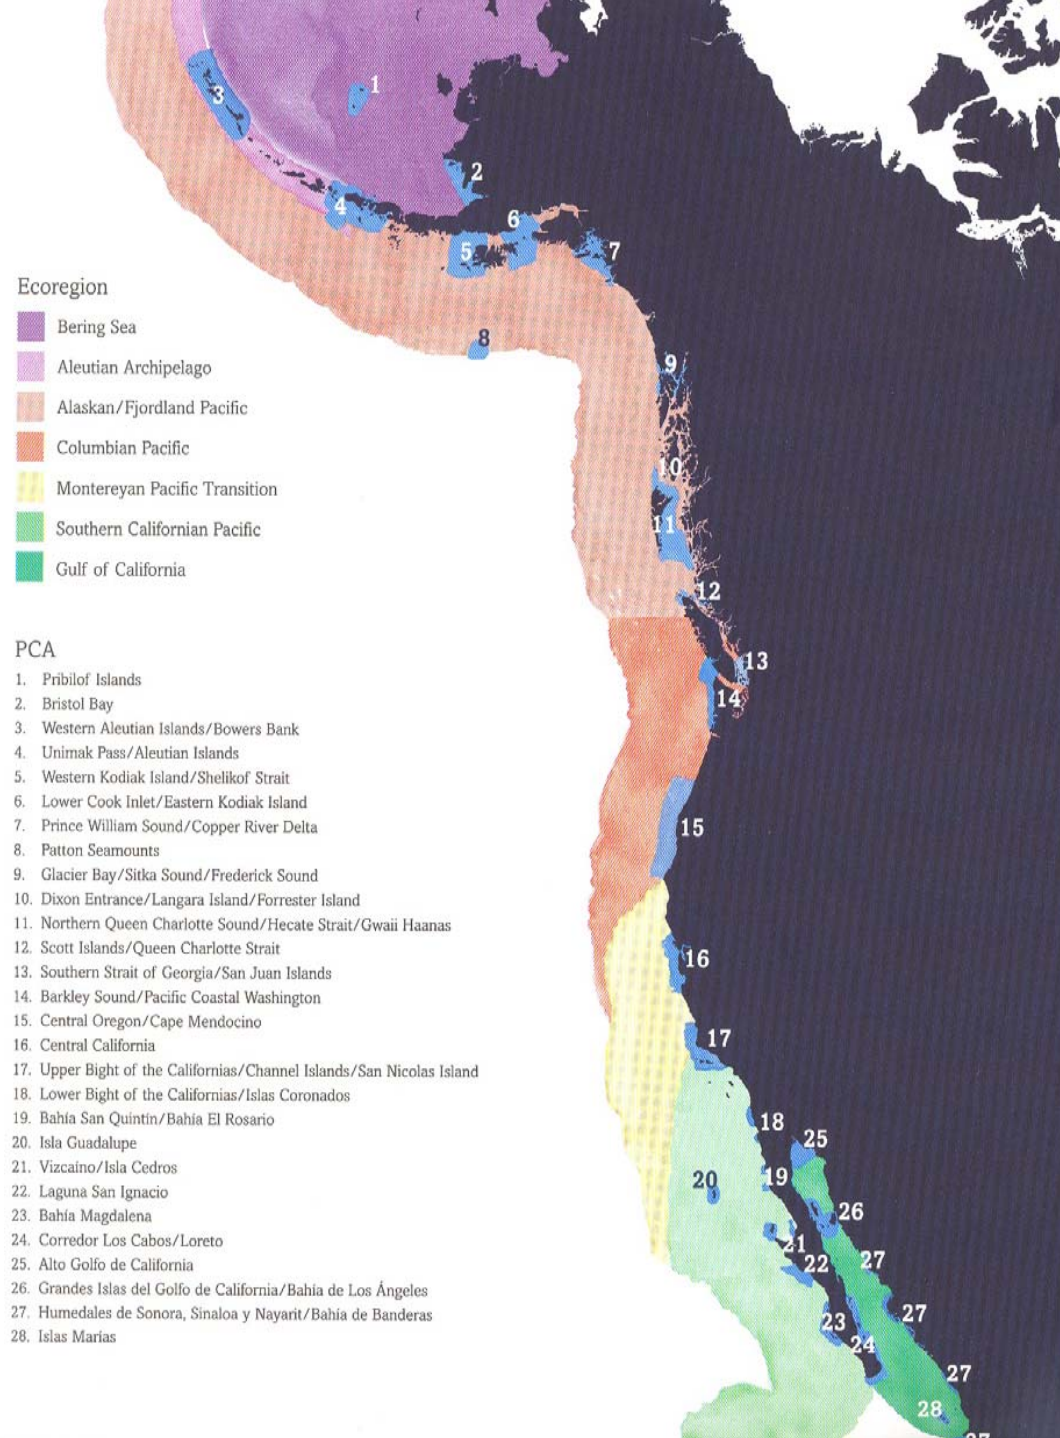 1
3
2
4
6
5
7
8
9
10
11
12
13
14
15
16
17
18
25
19
20
26
21
22
27
27
23
24
27
28
27
Ecoregion
Bering Sea
Aleutian Archipelago
Alaskan/Fjordland Pacific
Columbian Pacific
Montereyan Pacific Transition
Southern Californian Pacific
Gulf of California
PCA
1. Pribilof Islands
2. Bristol Bay
3. Western Aleutian Islands/Bowers Bank
4. Unimak Pass/Aleutian Islands
5. Western Kodiak Island/Shelikof Strait
6. Lower Cook Inlet/Eastern Kodiak Island
7. Prince William Sound/Copper River Delta
8. Patton Seamounts
9. Glacier Bay/Sitka Sound/Frederick Sound
10. Dixon Entrance/Langara Island/Forrester Island
11. Northern Queen Charlotte Sound/Hecate Strait/Gwaii Haanas
12. Scott Islands/Queen Charlotte Strait
13. Southern Strait of Georgia/San Juan Islands
14. Barkley Sound/Pacific Coastal Washington
15. Central Oregon/Cape Mendocino
16. Central California
17. Upper Bight of the Californias/Channel Islands/San Nicolas Island
18. Lower Bight of the Californias/Islas Coronados
19. Bahía San Quintín/Bahía El Rosario
20. Isla Guadalupe
21. Vizcaíno/Isla Cedros
22. Laguna San Ignacio
23. Bahía Magdalena
24. Corredor Los Cabos/Loreto
25. Alto Golfo de California
26. Grandes Islas del Golfo de California/Bahía de Los Ángeles
27. Humedales de Sonora, Sinaloa y Nayarit/Bahía de Banderas
28. Islas Marías